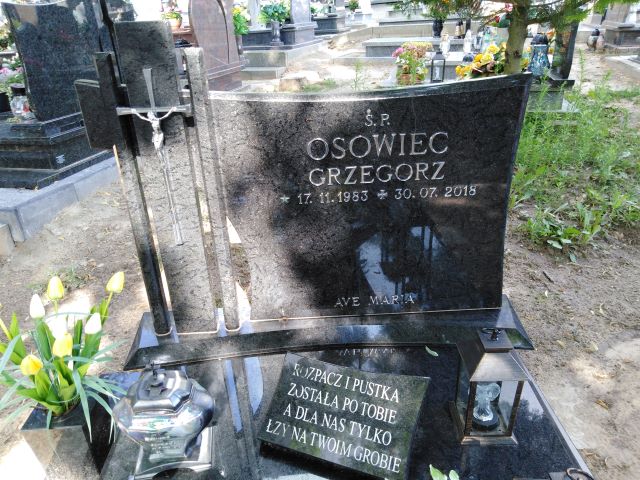 Ś.P.
OSOWIEC
GRZEGORZ
* 17.11.1983 ✠ 30.07.2018
AVE MARIA
ROZPACZ I PUSTKA
ZOSTAŁA PO TOBIE
A DLA NAS TYLKO
ŁZY NA TWOIM GROBIE